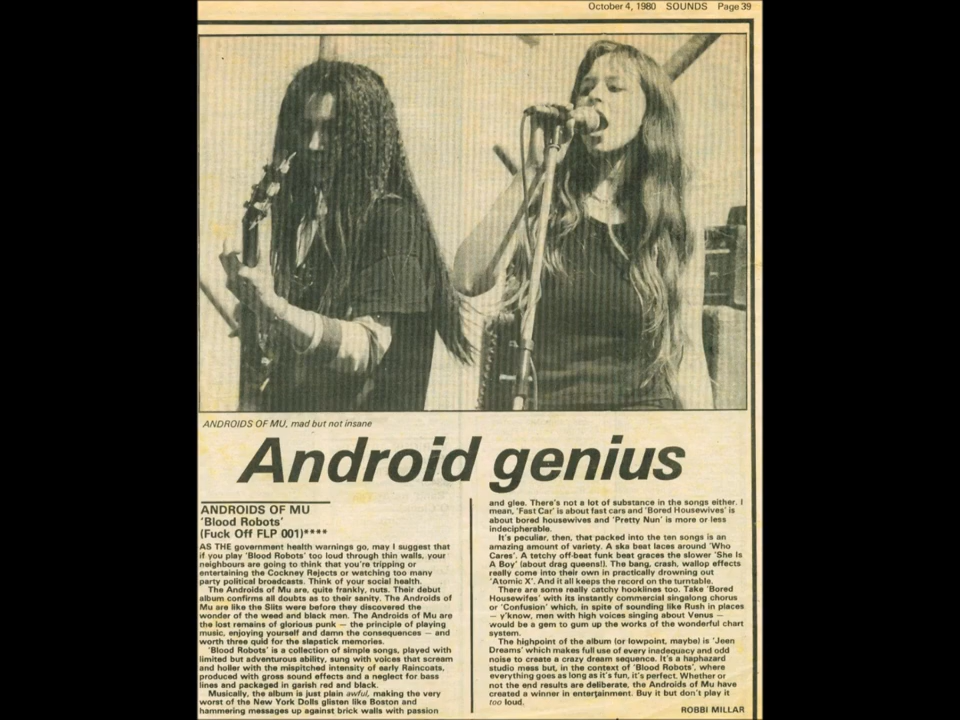 October 4, 1980 SOUNDS Page 39
ANDROIDS OF MU, mad but not insane
Android genius
ANDROIDS OF MU
'Blood Robots'
(Fuck Off FLP 001)****
AS THE government health warnings go, may I suggest that
if you play 'Blood Robots' too loud through thin walls, your
neighbours are going to think that you're tripping or
entertaining the Cockney Rejects or watching too many
party political broadcasts. Think of your social health.
The Androids of Mu are, quite frankly, nuts. Their debut
album confirms all doubts as to their sanity. The Androids of
Mu are like the Slits were before they discovered the
wonder of the weed and black men. The Androids of Mu are
the lost remains of glorious punk — the principle of playing
music, enjoying yourself and damn the consequences — and
worth three quid for the slapstick memories.
'Blood Robots' is a collection of simple songs, played with
limited but adventurous ability, sung with voices that scream
and holler with the mispitched intensity of early Raincoats,
produced with gross sound effects and a neglect for bass
lines and packaged in garish red and black.
Musically, the album is just plain awful, making the very
worst of the New York Dolls glisten like Boston and
hammering messages up against brick walls with passion
and glee. There's not a lot of substance in the songs either. I
mean, 'Fast Car' is about fast cars and 'Bored Housewives' is
about bored housewives and 'Pretty Nun' is more or less
indecipherable.
It's peculiar, then, that packed into the ten songs is an
amazing amount of variety. A ska beat laces around 'Who
Cares'. A tetchy off-beat funk beat graces the slower 'She Is
A Boy' (about drag queens!). The bang, crash, wallop effects
really come into their own in practically drowning out
'Atomic X'. And it all keeps the record on the turntable.
There are some really catchy hooklines too. Take 'Bored
Housewifes' with its instantly commercial singalong chorus
or 'Confusion' which, in spite of sounding like Rush in places
— y'know, men with high voices singing about Venus —
would be a gem to gum up the works of the wonderful chart
system.
The highpoint of the album (or lowpoint, maybe) is 'Jeen
Dreams' which makes full use of every inadequacy and odd
noise to create a crazy dream sequence. It's a haphazard
studio mess but, in the context of 'Blood Robots', where
everything goes as long as it's fun, it's perfect. Whether or
not the end results are deliberate, the Androids of Mu have
created a winner in entertainment. Buy it but don't play it
too loud.
ROBBI MILLAR